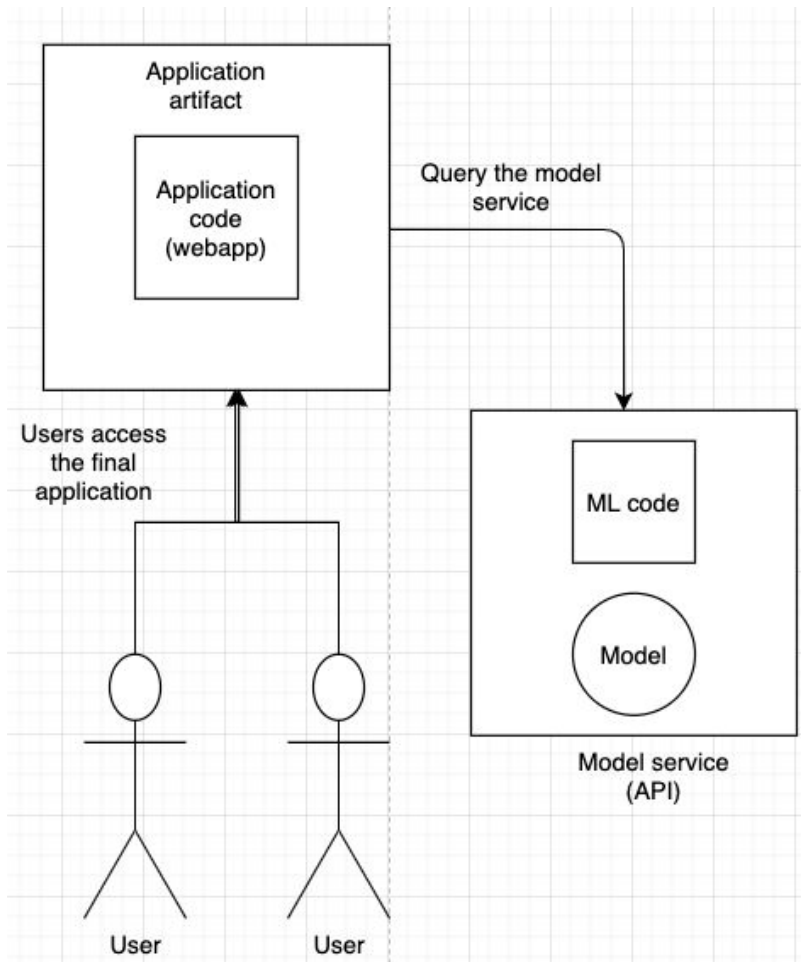 Application
artifact
Application
code
(webapp)
Query the model
service
Users access
the final
application
ML code
Model
Model service
(API)
User
User